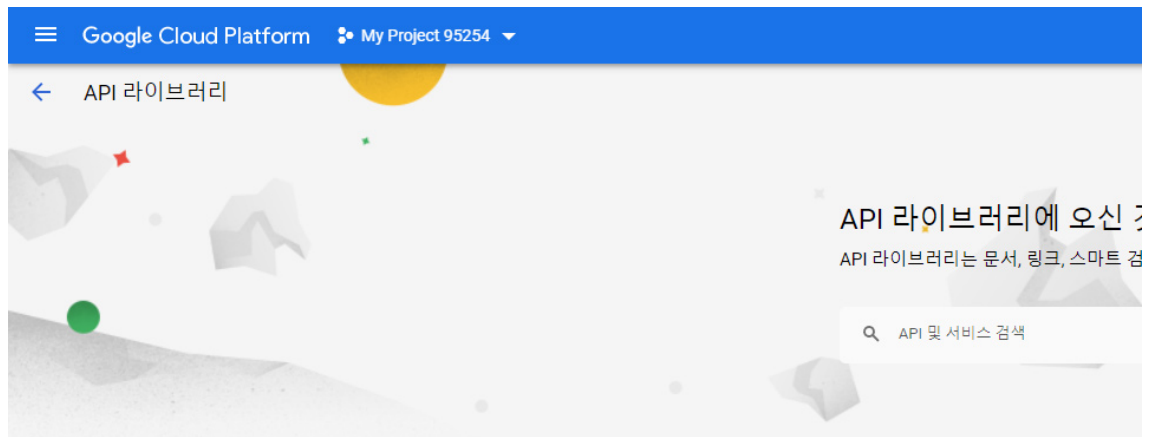 Google Cloud Platform My Project 95254
API 라이브러리
API 라이브러리에 오신
API 라이브러리는 문서, 링크, 스마트 검
API 및 서비스 검색